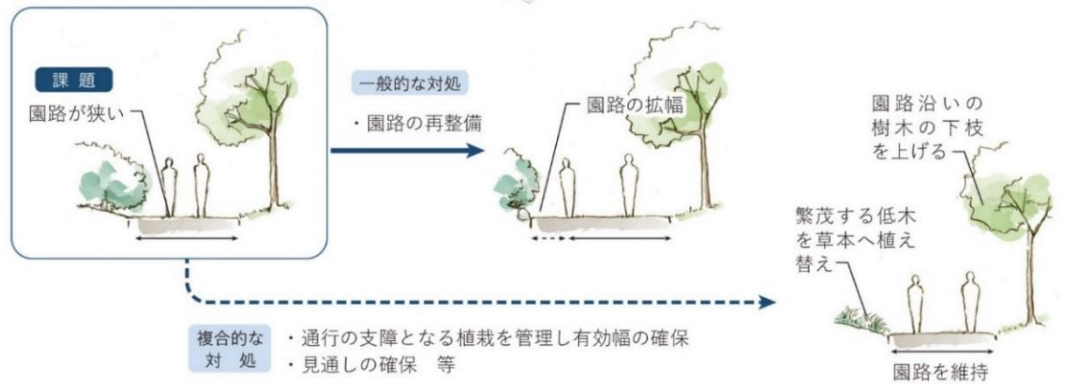 課 題
園路が狭い
一般的な対処
・園路の再整備
園路の拡幅
園路沿いの
樹木の下枝
を上げる
繁茂する低木
を草本へ植え
替え
複合的な
対 処
・通行の支障となる植栽を管理し有効幅の確保
・見通しの確保 等
園路を維持